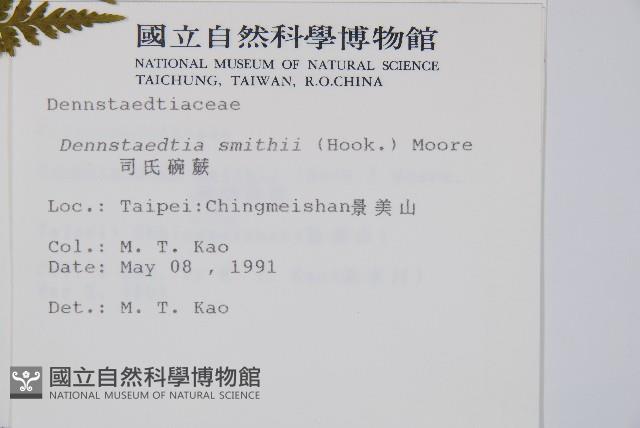 國立自然科學博物館
NATIONAL MUSEUM OF NATURAL SCIENCE
TAICHUNG, TAIWAN, R.O.CHINA
Dennstaedtiaceae
Dennstaedtia smithii (Hook.) Moore
司氏碗蕨
Loc.: Taipei:Chingmeishan景美山
Col.: M. T. Kao
Date: May 08 , 1991
Det.: M. T. Kao
國立自然科學博物館
NATIONAL MUSEUM OF NATURAL SCIENCE